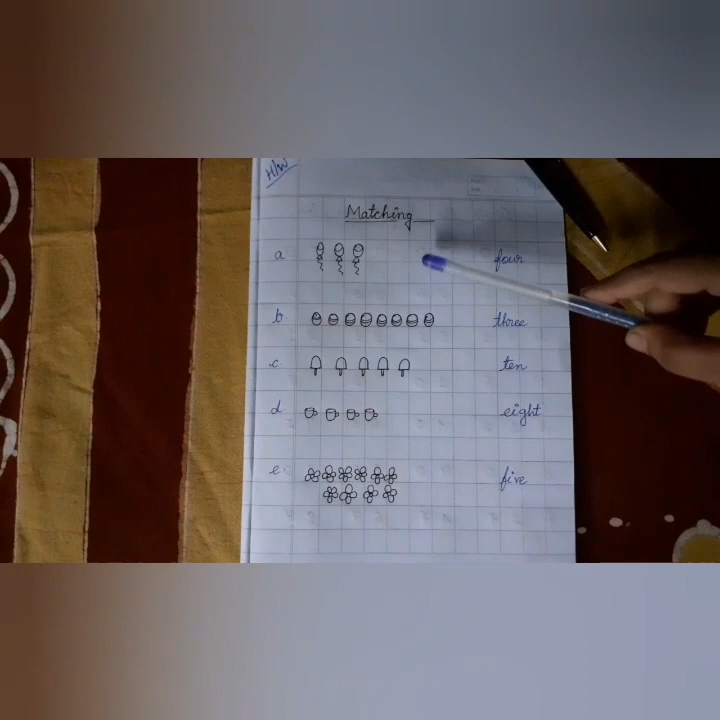 H/W
Matching
a four
b three
c ten
d eight
e five